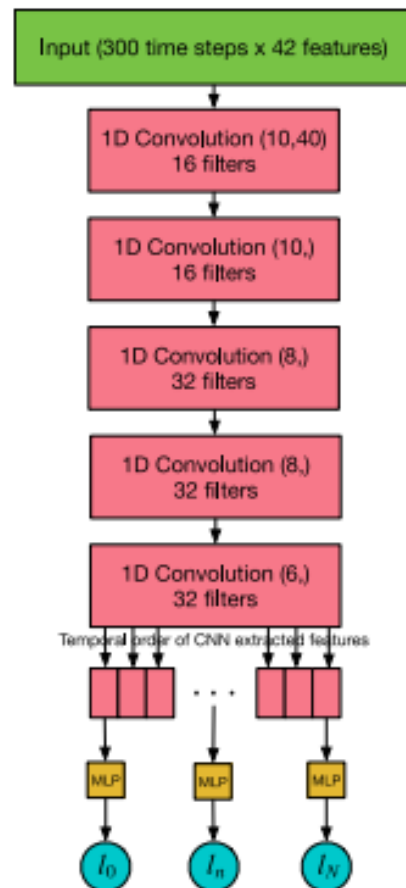 Input (300 time steps x 42 features)
1D Convolution (10,40)
16 filters
1D Convolution (10,)
16 filters
1D Convolution (8,)
32 filters
1D Convolution (8,)
32 filters
1D Convolution (6,)
32 filters
Temporal order of CNN extracted features
. . .
MLP MLP MLP
l₀ lₙ l_N